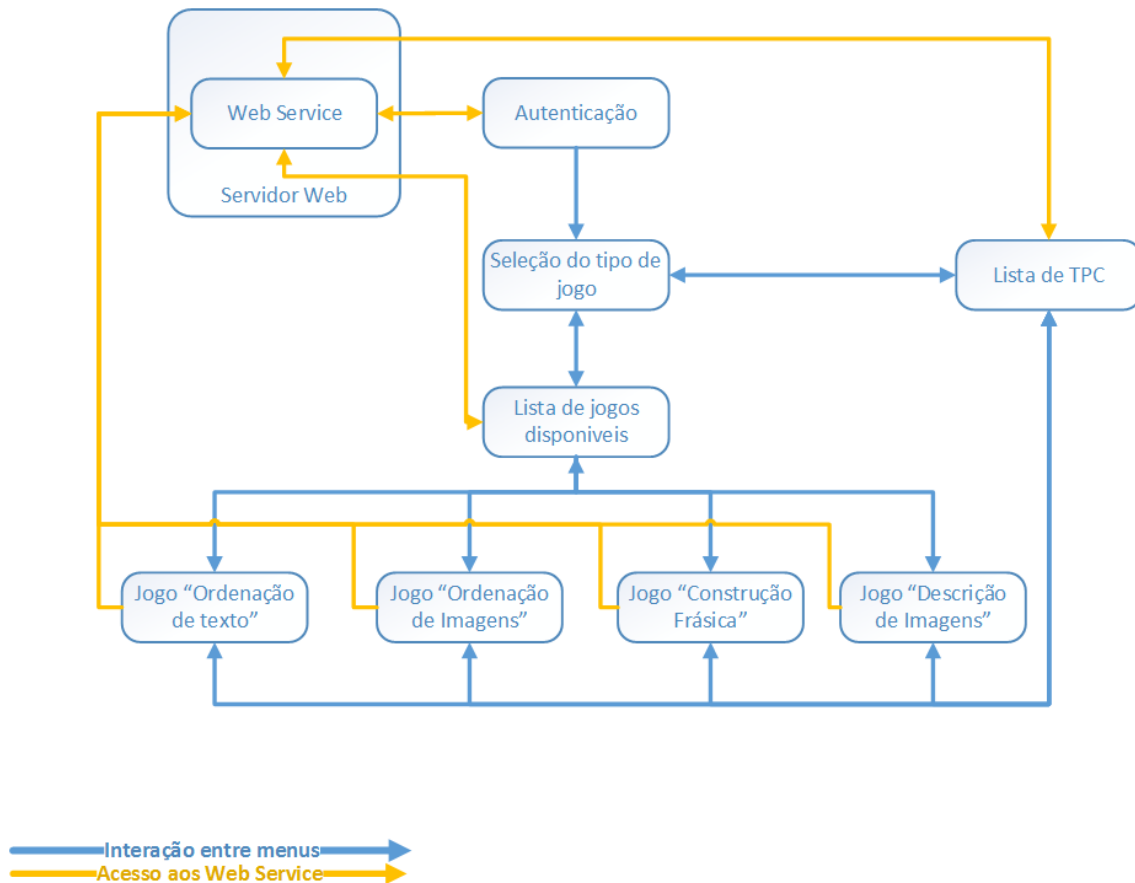 Web Service
Servidor Web
Autenticação
Seleção do tipo de
jogo
Lista de TPC
Lista de jogos
disponiveis
Jogo “Ordenação
de texto”
Jogo “Ordenação
de Imagens”
Jogo “Construção
Frásica”
Jogo “Descrição
de Imagens”
Interação entre menus
Acesso aos Web Service